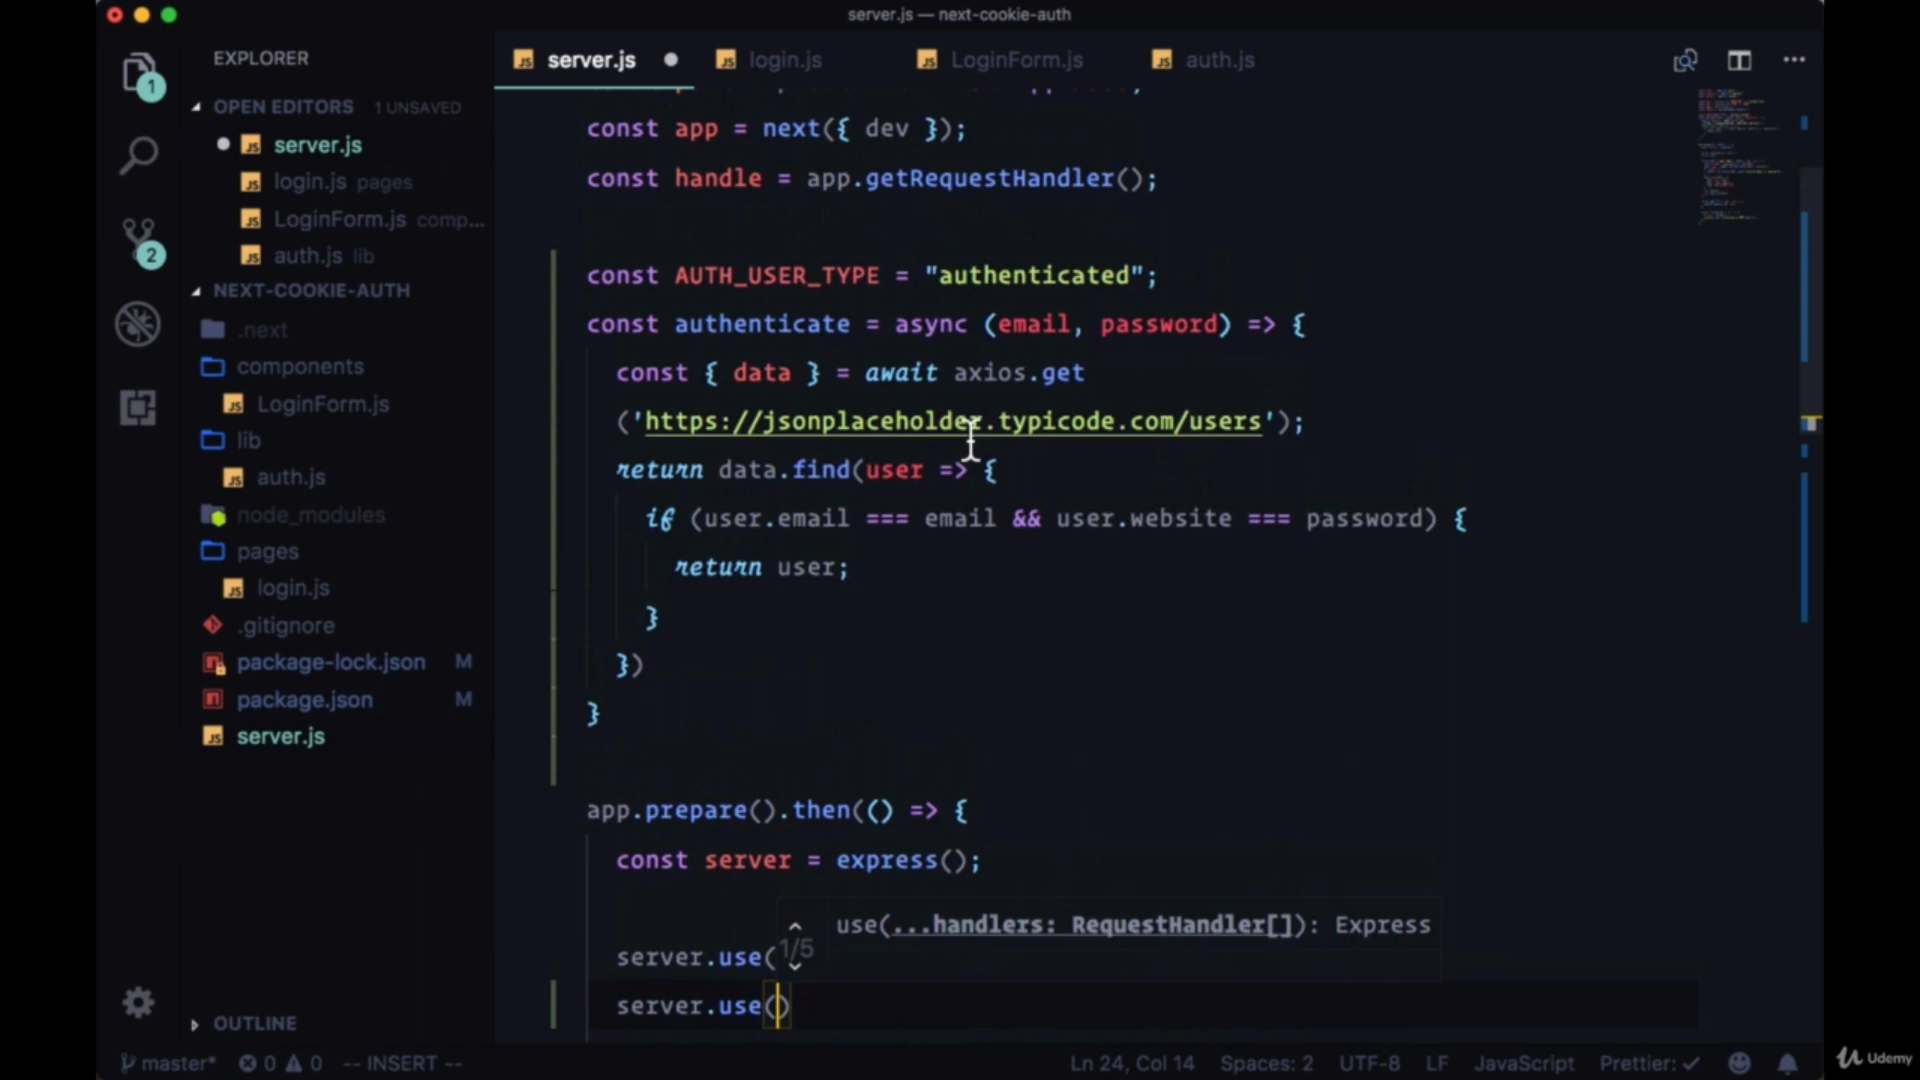 server.js — next-cookie-auth
EXPLORER
server.js
login.js
LoginForm.js
auth.js
OPEN EDITORS 1 UNSAVED
server.js
login.js pages
LoginForm.js comp...
auth.js lib
NEXT-COOKIE-AUTH
.next
components
LoginForm.js
lib
auth.js
node_modules
pages
login.js
.gitignore
package-lock.json M
package.json M
server.js
OUTLINE
1
2
const app = next({ dev });
const handle = app.getRequestHandler();
const AUTH_USER_TYPE = "authenticated";
const authenticate = async (email, password) => {
const { data } = await axios.get
('https://jsonplaceholder.typicode.com/users');
return data.find(user => {
if (user.email === email && user.website === password) {
return user;
}
})
}
app.prepare().then(() => {
const server = express();
use(...handlers: RequestHandler[]): Express
1/5
server.use(
server.use()
master* 0 0 -- INSERT --
Ln 24, Col 14 Spaces: 2 UTF-8 LF JavaScript Prettier: ✓
Udemy